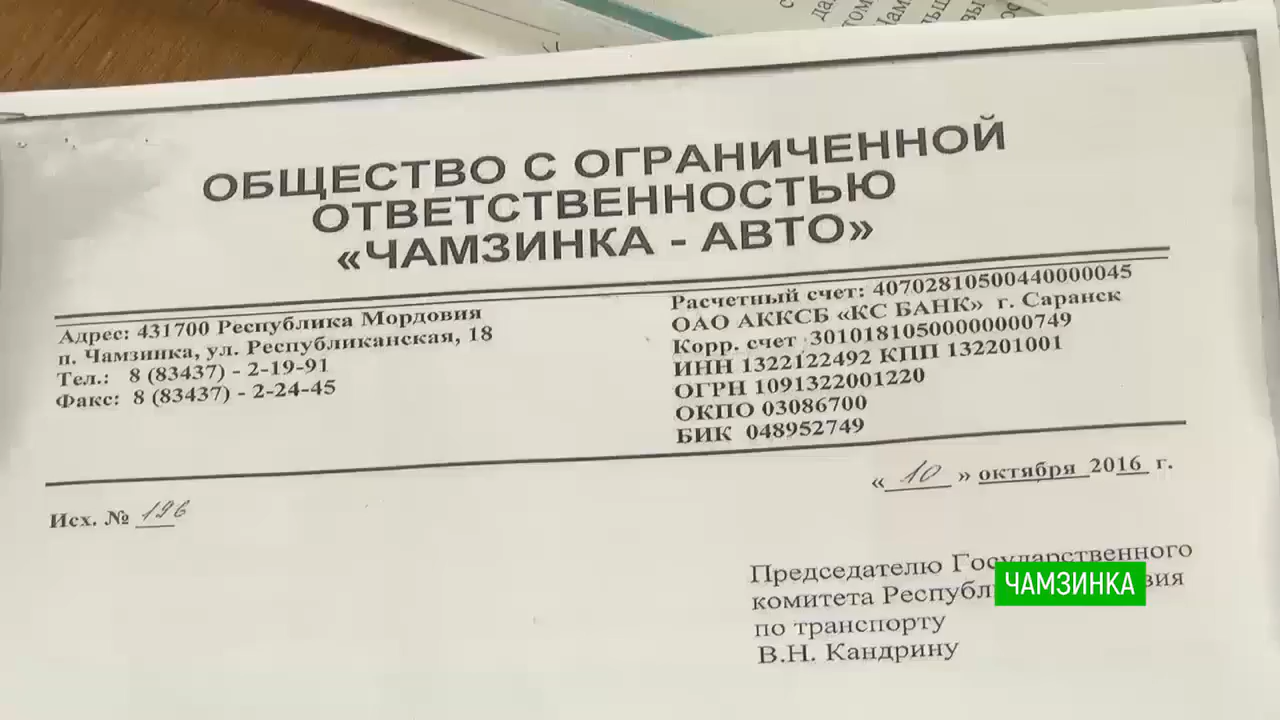 ОБЩЕСТВО С ОГРАНИЧЕННОЙ
ОТВЕТСТВЕННОСТЬЮ
«ЧАМЗИНКА - АВТО»
Адрес: 431700 Республика Мордовия
п. Чамзинка, ул. Республиканская, 18
Тел.: 8 (83437) - 2-19-91
Факс: 8 (83437) - 2-24-45
Расчетный счет: 40702810500440000045
ОАО АККСБ «КС БАНК» г. Саранск
Корр. счет 30101810500000000749
ИНН 1322122492 КПП 132201001
ОГРН 1091322001220
ОКПО 03086700
БИК 048952749
« 10 » октября 2016 г.
Исх. № 196
Председателю Государственного
комитета
по транспорту
В.Н. Кандрину
ЧАМЗИНКА